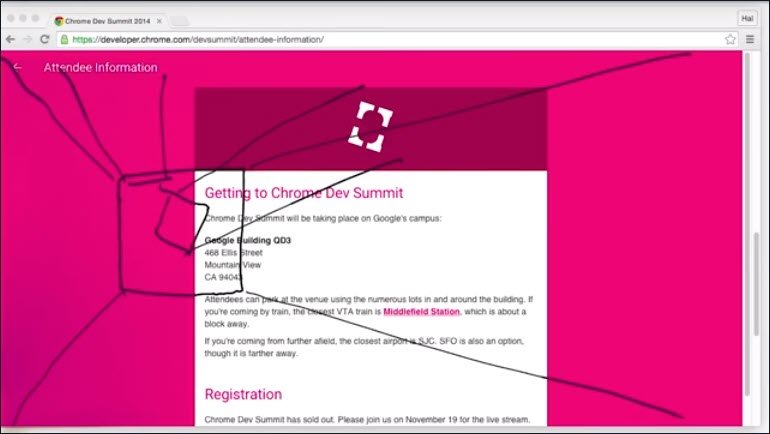 Chrome Dev Summit 2014
Hal
https://developer.chrome.com/devsummit/attendee-information/
Attendee Information
Getting to Chrome Dev Summit
Chrome Dev Summit will be taking place on Google's campus:
Google Building QD3
468 Ellis Street
Mountain View
CA 94043
Attendees can park at the venue using the numerous lots in and around the building. If
you're coming by train, the closest VTA train is Middlefield Station, which is about a
block away.
If you're coming from further afield, the closest airport is SJC. SFO is also an option,
though it is farther away.
Registration
Chrome Dev Summit has sold out. Please join us on November 19 for the live stream.